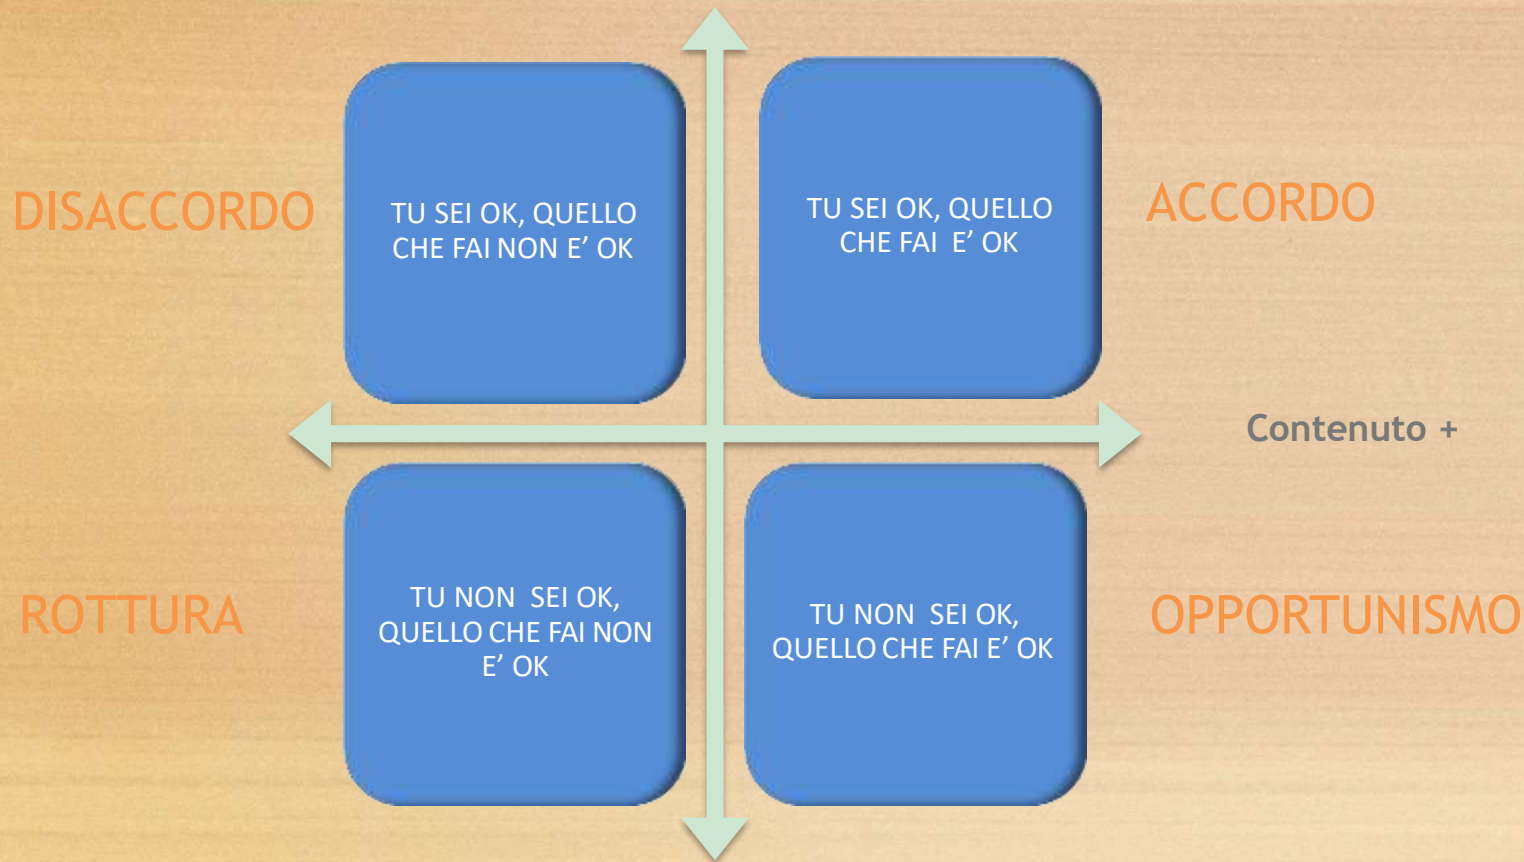 DISACCORDO
TU SEI OK, QUELLO
CHE FAI NON E’ OK
TU SEI OK, QUELLO
CHE FAI E’ OK
ACCORDO
Contenuto +
ROTTURA
TU NON SEI OK,
QUELLO CHE FAI NON
E’ OK
TU NON SEI OK,
QUELLO CHE FAI E’ OK
OPPORTUNISMO